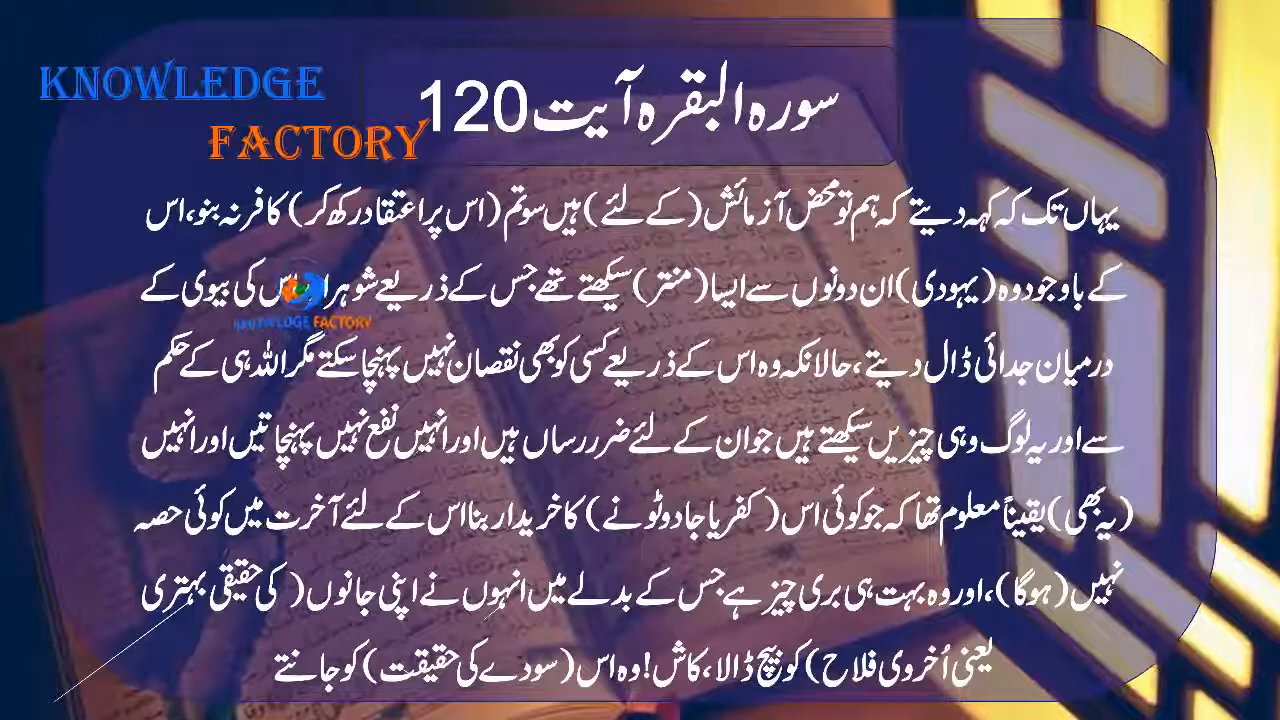 KNOWLEDGE
FACTORY
سورہ البقرہ آیت 120
یہاں تک کہ کہہ دیتے کہ ہم تو محض آزمائش (کے لئے) ہیں سو تم (اس پر اعتقاد رکھ کر) کافر نہ بنو، اس
کے باوجود وہ (یہودی) ان دونوں سے ایسا (منتر) سیکھتے تھے جس کے ذریعے شوہر کی بیوی کے
KNOWLDGE FACTORY
درمیان جدائی ڈال دیتے، حالانکہ وہ اس کے ذریعے کسی کو بھی نقصان نہیں پہنچا سکتے مگر اللہ ہی کے حکم
سے اور یہ لوگ وہی چیزیں سیکھتے ہیں جو ان کے لئے ضرر رساں ہیں اور انہیں نفع نہیں پہنچاتیں اور انہیں
(یہ بھی) یقیناً معلوم تھا کہ جو کوئی اس (کفر یا جادو ٹونے) کا خریدار بنا اس کے لئے آخرت میں کوئی حصہ
نہیں (ہوگا)، اور وہ بہت ہی بری چیز ہے جس کے بدلے میں انہوں نے اپنی جانوں (کی حقیقی بہتری
یعنی اُخروی فلاح) کو بیچ ڈالا، کاش! وہ اس (سودے کی حقیقت) کو جانتے